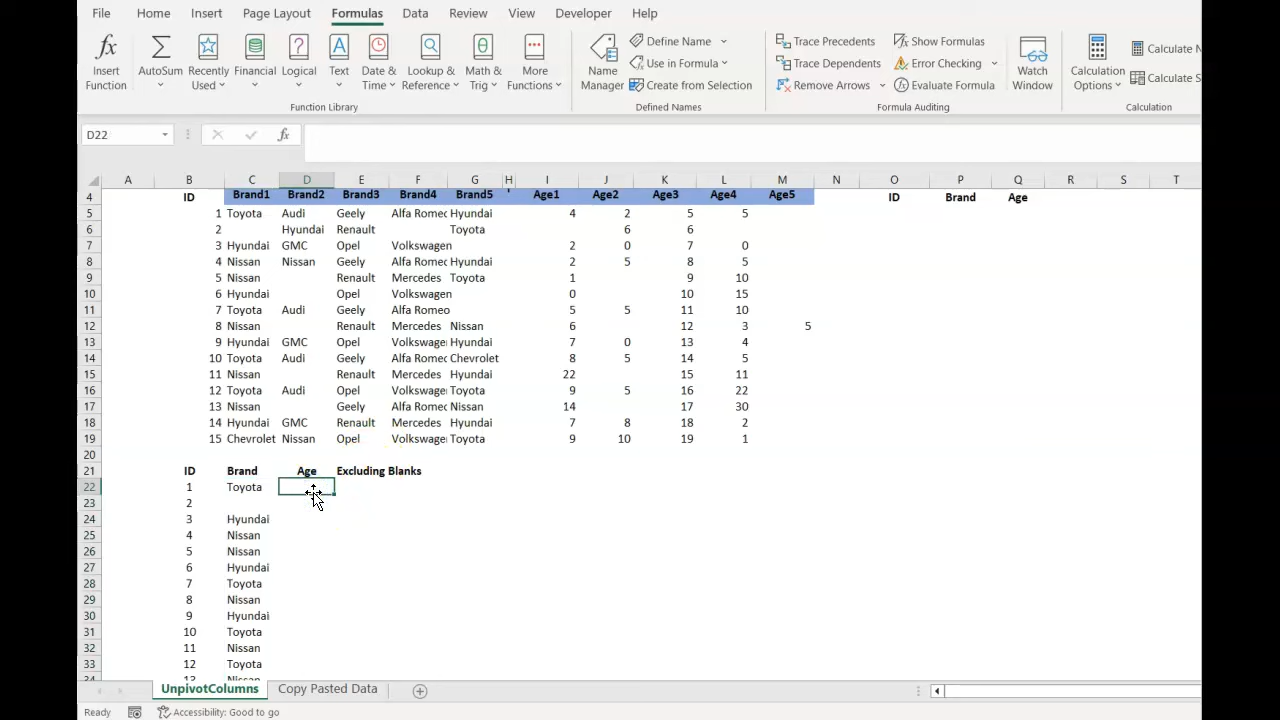 File Home Insert Page Layout Formulas Data Review View Developer Help
Insert Function
AutoSum
Recently Used
Financial
Logical
Text
Date & Time
Lookup & Reference
Math & Trig
More Functions
Function Library
Name Manager
Define Name
Use in Formula
Create from Selection
Defined Names
Trace Precedents
Trace Dependents
Remove Arrows
Show Formulas
Error Checking
Evaluate Formula
Formula Auditing
Watch Window
Calculation Options
Calculate N
Calculate S
Calculation
D22 fx
A B C D E F G H I J K L M N O P Q R S T
4 ID Brand1 Brand2 Brand3 Brand4 Brand5 ' Age1 Age2 Age3 Age4 Age5 ID Brand Age
5 1 Toyota Audi Geely Alfa Romeo Hyundai 4 2 5 5
6 2 Hyundai Renault Toyota 6 6
7 3 Hyundai GMC Opel Volkswagen 2 0 7 0
8 4 Nissan Nissan Geely Alfa Romec Hyundai 2 5 8 5
9 5 Nissan Renault Mercedes Toyota 1 9 10
10 6 Hyundai Opel Volkswagen 0 10 15
11 7 Toyota Audi Geely Alfa Romeo 5 5 11 10
12 8 Nissan Renault Mercedes Nissan 6 12 3 5
13 9 Hyundai GMC Opel Volkswage Hyundai 7 0 13 4
14 10 Toyota Audi Geely Alfa Romec Chevrolet 8 5 14 5
15 11 Nissan Renault Mercedes Hyundai 22 15 11
16 12 Toyota Audi Opel Volkswage Toyota 9 5 16 22
17 13 Nissan Geely Alfa Romec Nissan 14 17 30
18 14 Hyundai GMC Renault Mercedes Hyundai 7 8 18 2
19 15 Chevrolet Nissan Opel Volkswage Toyota 9 10 19 1
20
21 ID Brand Age Excluding Blanks
22 1 Toyota
23 2
24 3 Hyundai
25 4 Nissan
26 5 Nissan
27 6 Hyundai
28 7 Toyota
29 8 Nissan
30 9 Hyundai
31 10 Toyota
32 11 Nissan
33 12 Toyota
34 13 Nissan
UnpivotColumns Copy Pasted Data
Ready Accessibility: Good to go